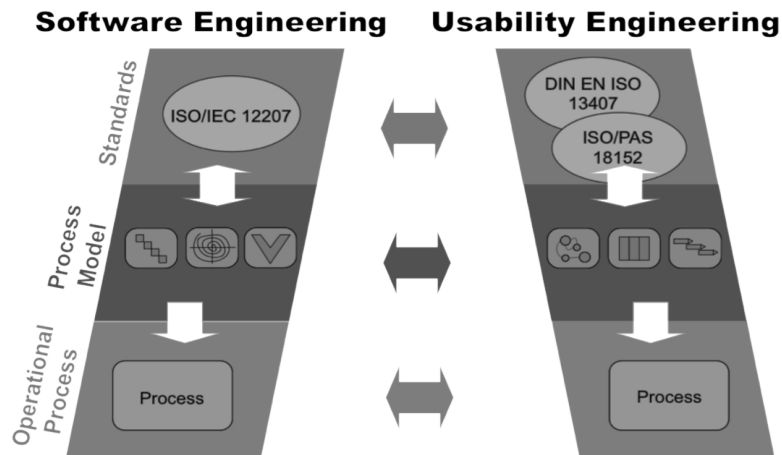 Software Engineering
Usability Engineering
Standards
ISO/IEC 12207
DIN EN ISO
13407
ISO/PAS
18152
Process
Model
Operational
Process
Process
Process